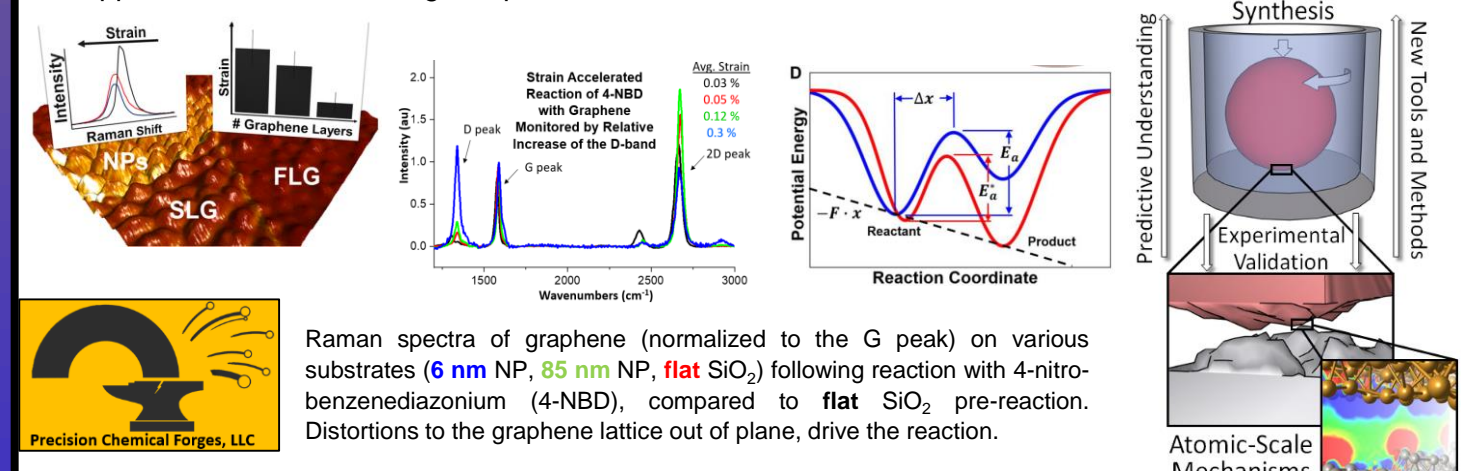 Strain
Intensity
Raman Shift
Strain
# Graphene Layers
NPs
SLG
FLG
Strain Accelerated
Reaction of 4-NBD
with Graphene
Monitored by Relative
Increase of the D-band
Avg. Strain
0.03 %
0.05 %
0.12 %
0.3 %
D peak
G peak
2D peak
Intensity (au)
2.0
1.5
1.0
0.5
0.0
1500 2000 2500 3000
Wavenumbers (cm⁻¹)
D
Δx
Eₐ
Eₐ*
−F · x
Reactant
Product
Potential Energy
Reaction Coordinate
Synthesis
Predictive Understanding
New Tools and Methods
Experimental
Validation
Atomic-Scale
Mechanisms
Precision Chemical Forges, LLC
Raman spectra of graphene (normalized to the G peak) on various
substrates (6 nm NP, 85 nm NP, flat SiO₂) following reaction with 4-nitro-
benzenediazonium (4-NBD), compared to flat SiO₂ pre-reaction.
Distortions to the graphene lattice out of plane, drive the reaction.